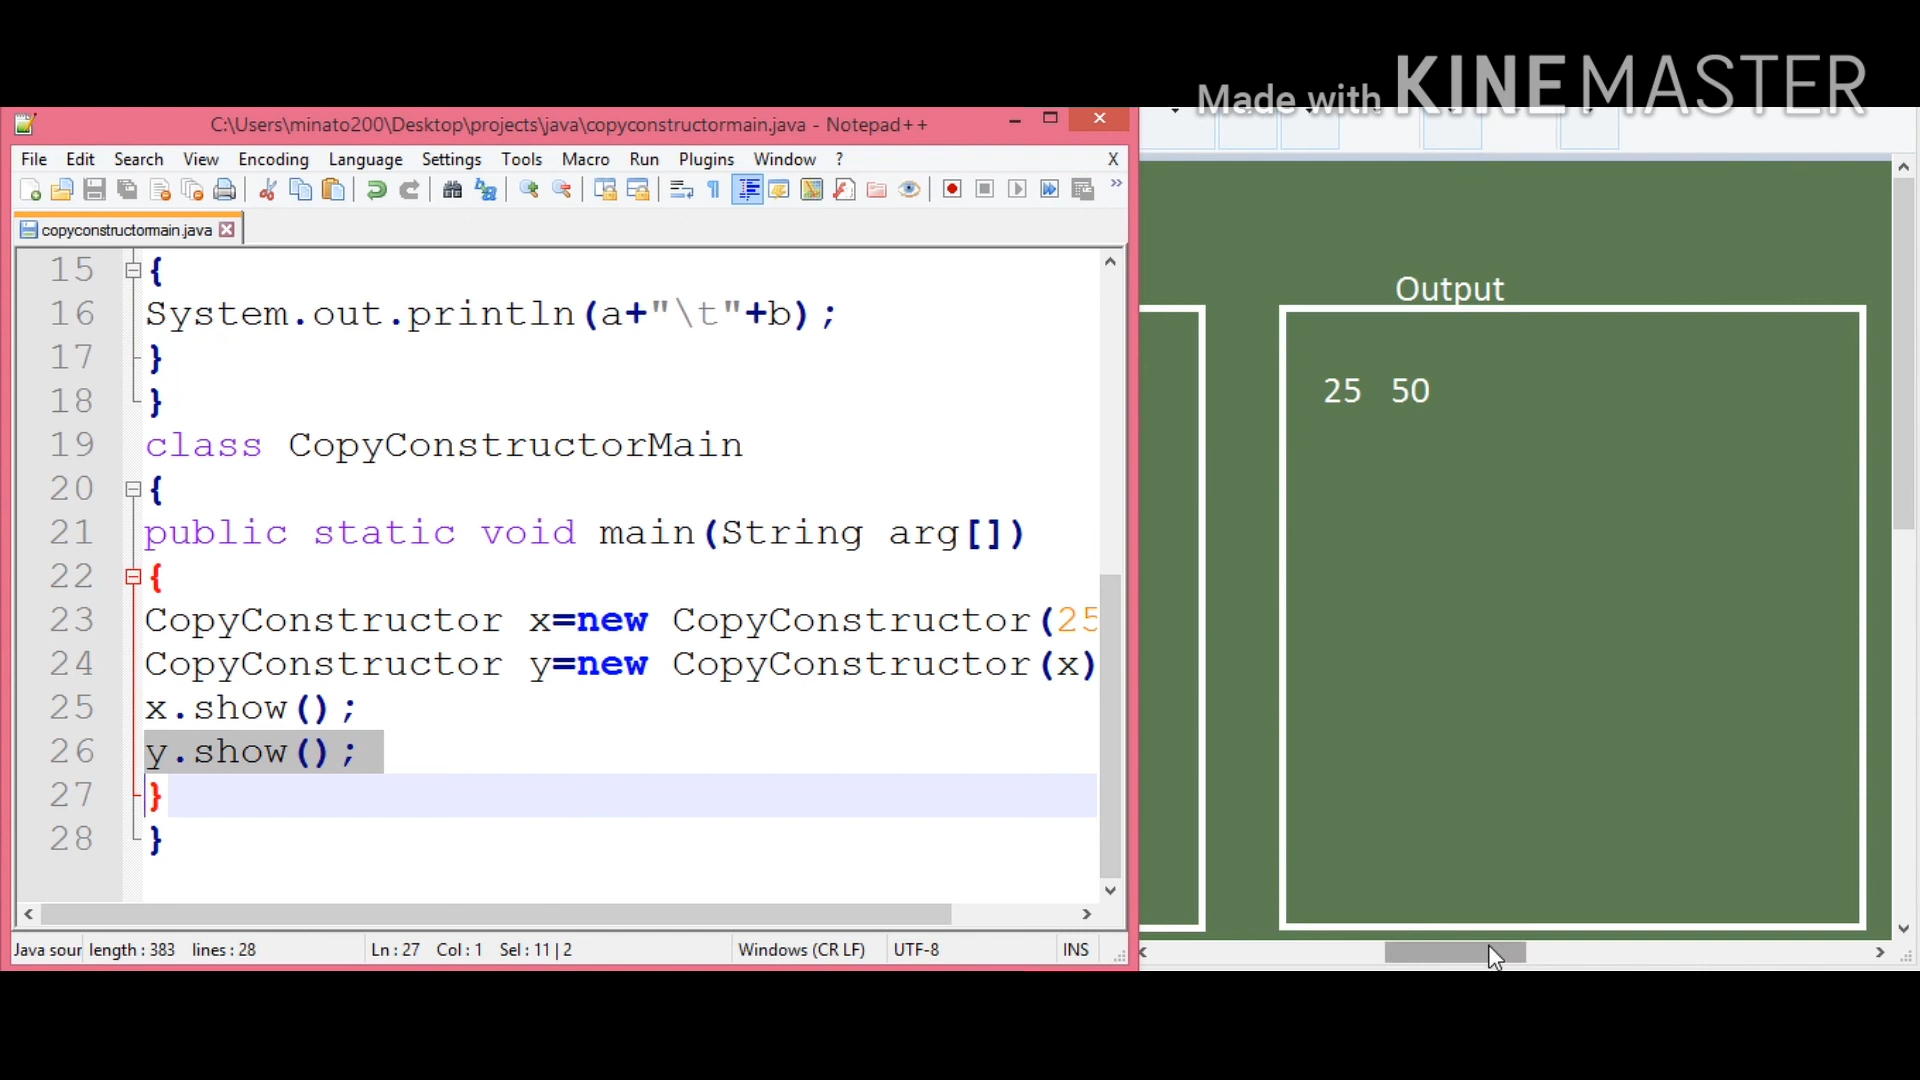 Made with KINEMASTER
C:\Users\minato200\Desktop\projects\java\copyconstructormain.java - Notepad++
File Edit Search View Encoding Language Settings Tools Macro Run Plugins Window ? X
copyconstructormain.java
15 {
16 System.out.println(a+"\t"+b);
17 }
18 }
19 class CopyConstructorMain
20 {
21 public static void main(String arg[])
22 {
23 CopyConstructor x=new CopyConstructor(25
24 CopyConstructor y=new CopyConstructor(x)
25 x.show();
26 y.show();
27 }
28 }
Java sour length : 383 lines : 28 Ln : 27 Col : 1 Sel : 11 | 2 Windows (CR LF) UTF-8 INS
Output
25 50